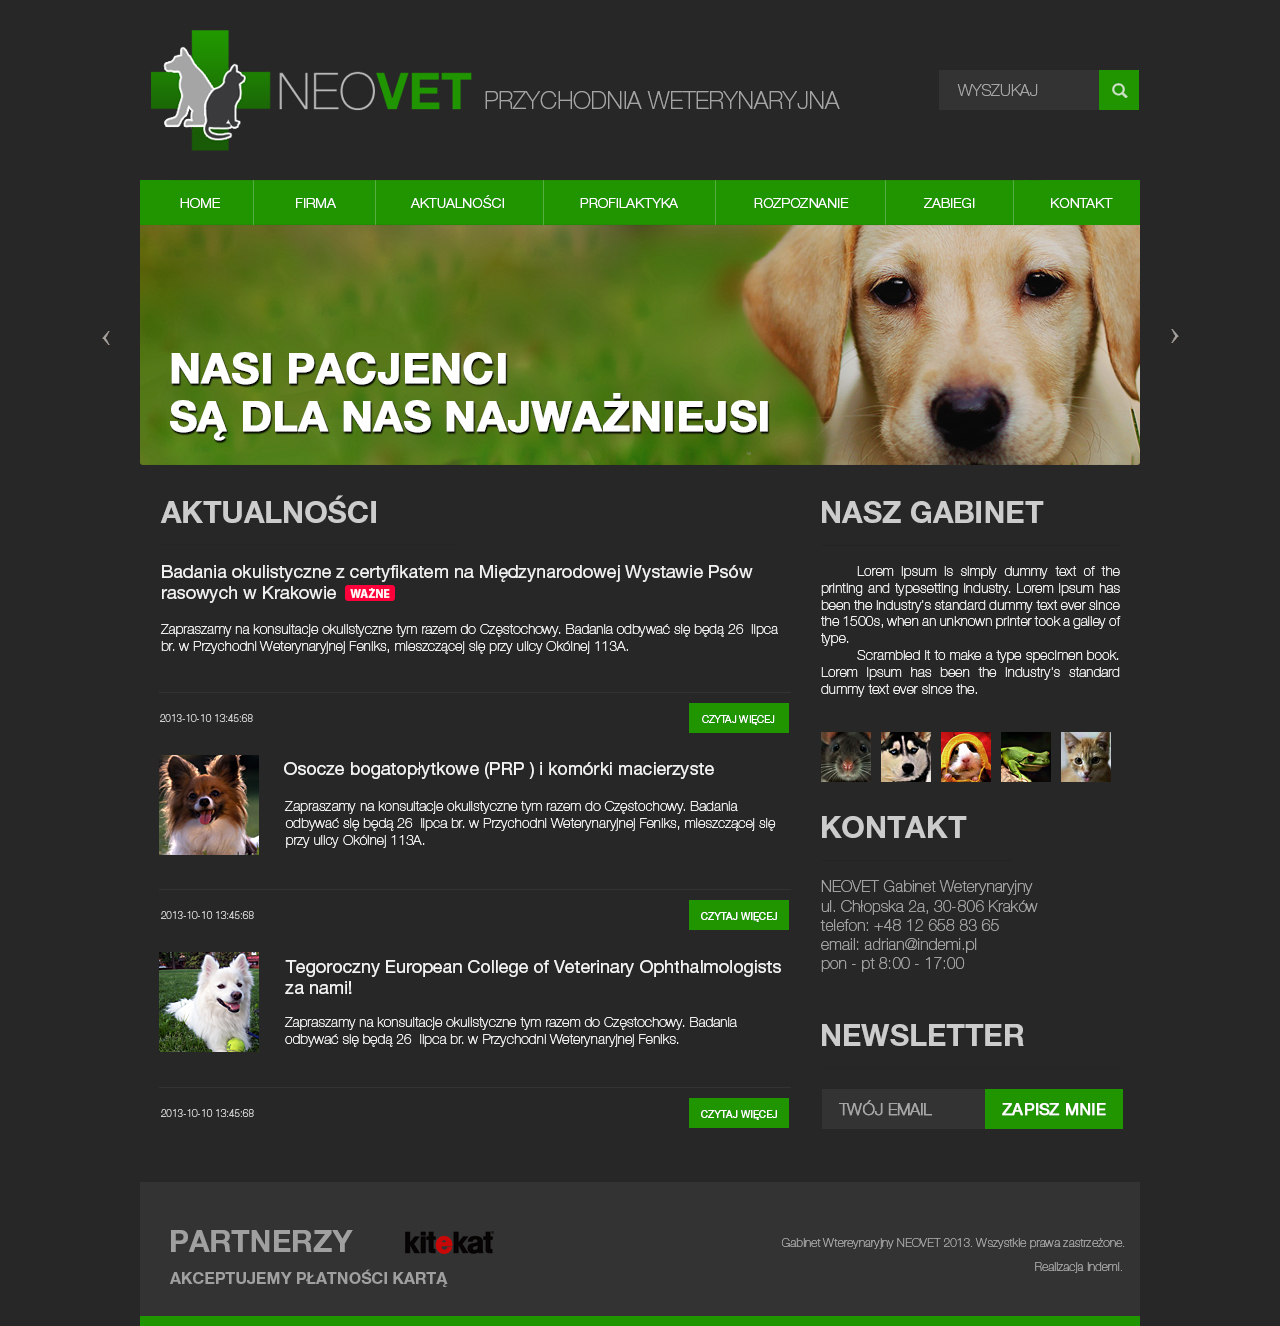 NEOVET PRZYCHODNIA WETERYNARYJNA
WYSZUKAJ
HOME FIRMA AKTUALNOŚCI PROFILAKTYKA ROZPOZNANIE ZABIEGI KONTAKT
NASI PACJENCI
SĄ DLA NAS NAJWAŻNIEJSI
AKTUALNOŚCI
Badania okulistyczne z certyfikatem na Międzynarodowej Wystawie Psów
rasowych w Krakowie WAŻNE
Zapraszamy na konsultacje okulistyczne tym razem do Częstochowy. Badania odbywać się będą 26 lipca
br. w Przychodni Weterynaryjnej Feniks, mieszczącej się przy ulicy Okólnej 113A.
2013-10-10 13:45:68
CZYTAJ WIĘCEJ
Osocze bogatopłytkowe (PRP ) i komórki macierzyste
Zapraszamy na konsultacje okulistyczne tym razem do Częstochowy. Badania
odbywać się będą 26 lipca br. w Przychodni Weterynaryjnej Feniks, mieszczącej się
przy ulicy Okólnej 113A.
2013-10-10 13:45:68
CZYTAJ WIĘCEJ
Tegoroczny European College of Veterinary Ophthalmologists
za nami!
Zapraszamy na konsultacje okulistyczne tym razem do Częstochowy. Badania
odbywać się będą 26 lipca br. w Przychodni Weterynaryjnej Feniks.
2013-10-10 13:45:68
CZYTAJ WIĘCEJ
NASZ GABINET
Lorem Ipsum is simply dummy text of the
printing and typesetting industry. Lorem Ipsum has
been the industry's standard dummy text ever since
the 1500s, when an unknown printer took a galley of
type.
Scrambled it to make a type specimen book.
Lorem Ipsum has been the industry's standard
dummy text ever since the.
KONTAKT
NEOVET Gabinet Weterynaryjny
ul. Chłopska 2a, 30-806 Kraków
telefon: +48 12 658 83 65
email: adrian@indemi.pl
pon - pt 8:00 - 17:00
NEWSLETTER
TWÓJ EMAIL
ZAPISZ MNIE
PARTNERZY
kitekat
AKCEPTUJEMY PŁATNOŚCI KARTĄ
Gabinet Wtereynaryjny NEOVET 2013. Wszystkie prawa zastrzeżone.
Realizacja Indemi.